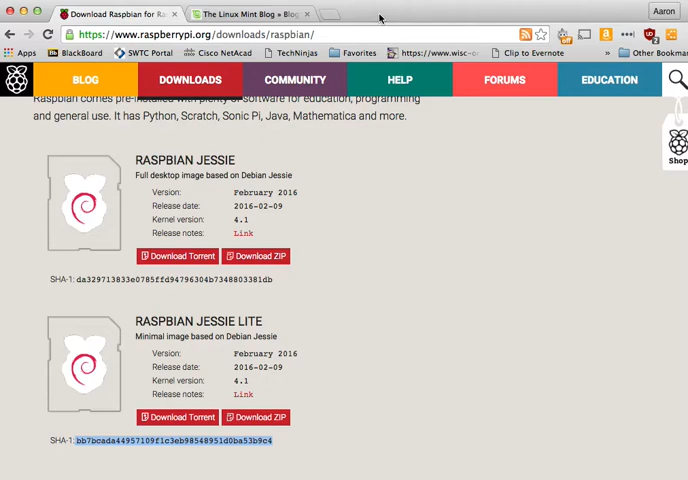 Download Raspbian for Ra
The Linux Mint Blog » Blog
Aaron
https://www.raspberrypi.org/downloads/raspbian/
Apps
BlackBoard
SWTC Portal
Cisco NetAcad
TechNinjas
Favorites
https://www.wisc-o
Clip to Evernote
»
Other Bookmark
BLOG
DOWNLOADS
COMMUNITY
HELP
FORUMS
EDUCATION
Shop
Raspbian comes pre-installed with plenty of software for education, programming
and general use. It has Python, Scratch, Sonic Pi, Java, Mathematica and more.
RASPBIAN JESSIE
Full desktop image based on Debian Jessie
Version: February 2016
Release date: 2016-02-09
Kernel version: 4.1
Release notes: Link
Download Torrent
Download ZIP
SHA-1: da329713833e0785ffd94796304b7348803381db
RASPBIAN JESSIE LITE
Minimal image based on Debian Jessie
Version: February 2016
Release date: 2016-02-09
Kernel version: 4.1
Release notes: Link
Download Torrent
Download ZIP
SHA-1: bb7bcada44957109f1c3eb98548951d0ba53b9c4